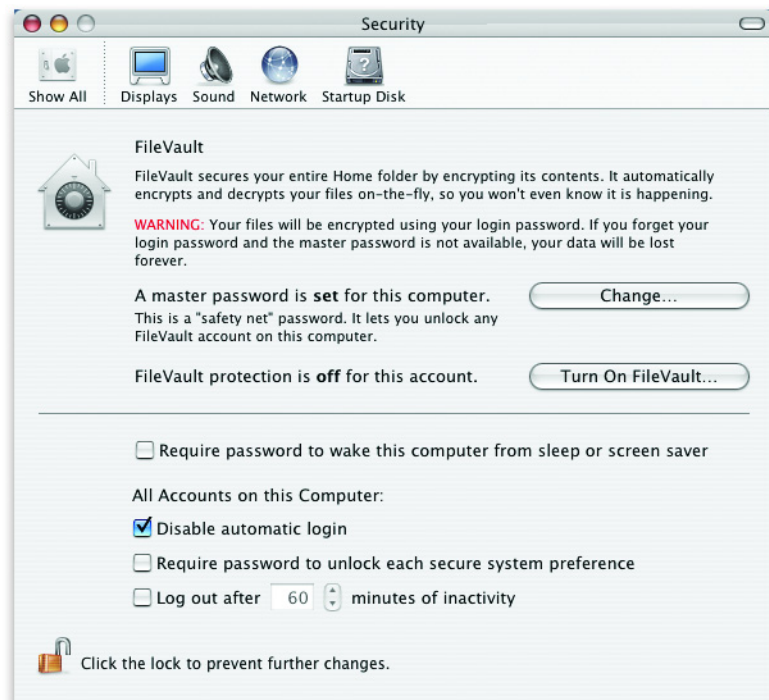 Security
Show All Displays Sound Network Startup Disk
FileVault
FileVault secures your entire Home folder by encrypting its contents. It automatically
encrypts and decrypts your files on-the-fly, so you won't even know it is happening.
WARNING: Your files will be encrypted using your login password. If you forget your
login password and the master password is not available, your data will be lost
forever.
A master password is set for this computer. Change...
This is a "safety net" password. It lets you unlock any
FileVault account on this computer.
FileVault protection is off for this account. Turn On FileVault...
Require password to wake this computer from sleep or screen saver
All Accounts on this Computer:
Disable automatic login
Require password to unlock each secure system preference
Log out after 60 minutes of inactivity
Click the lock to prevent further changes.